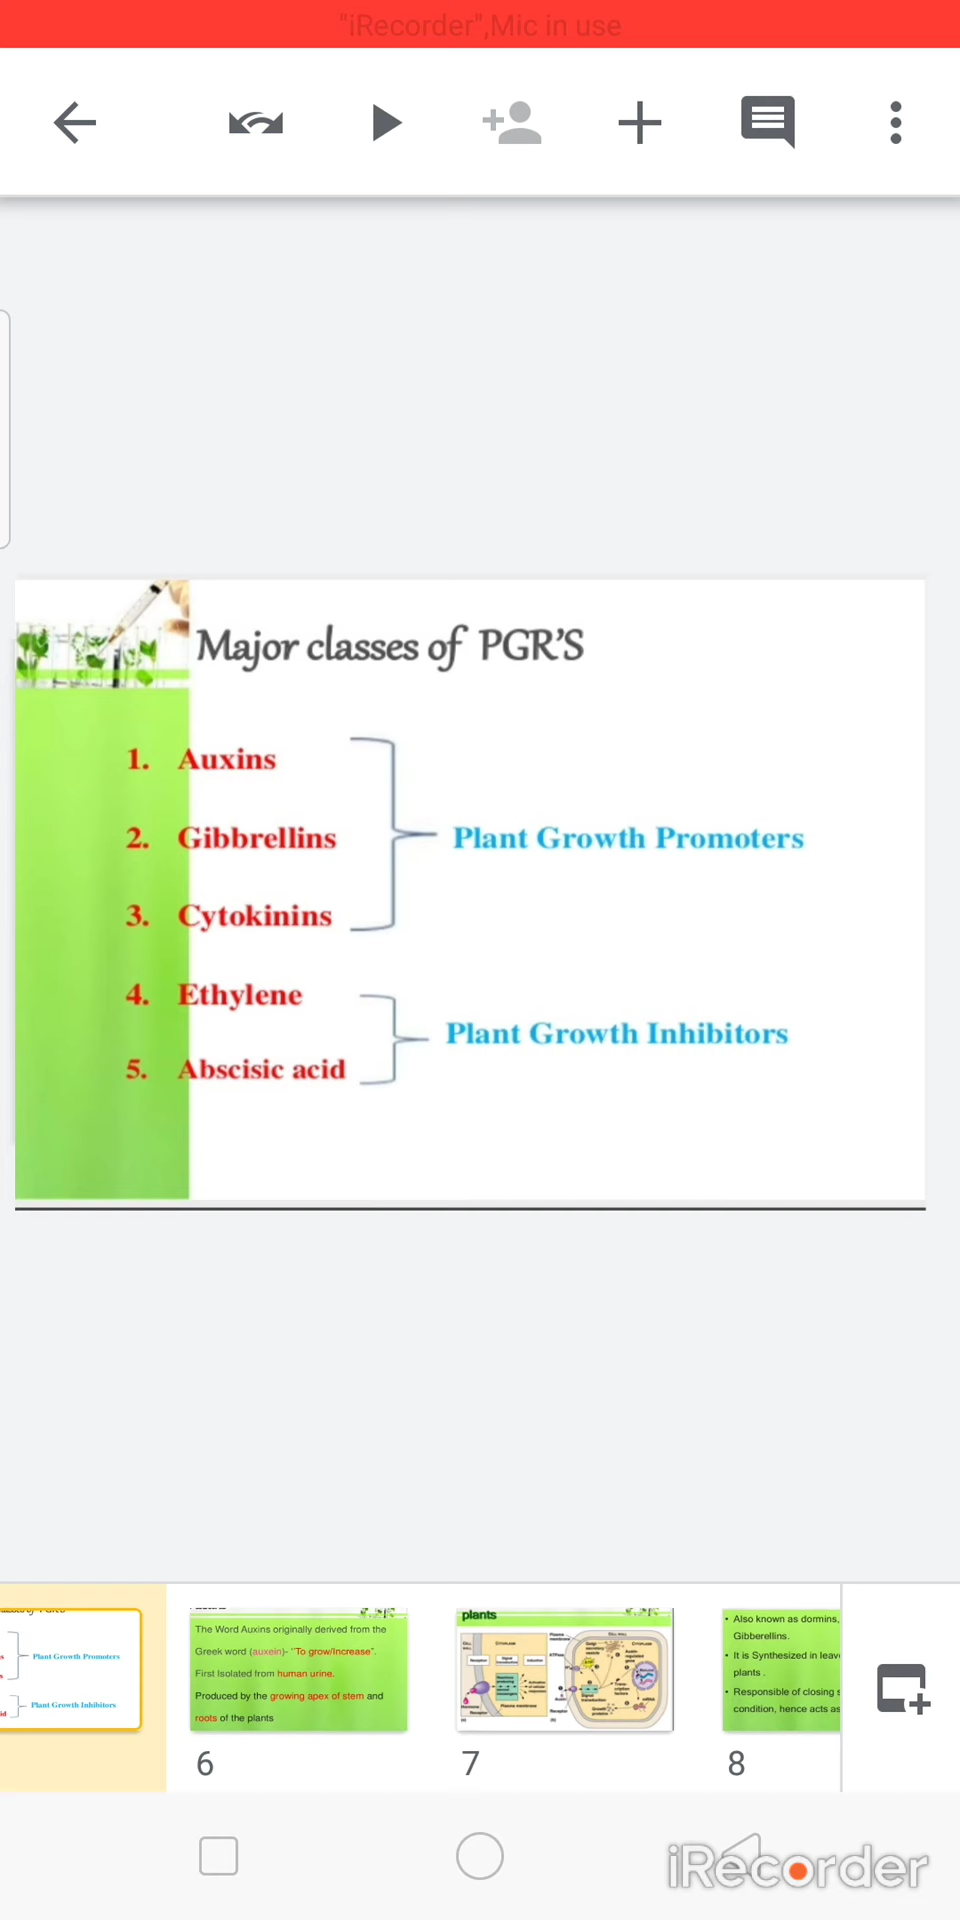 "iRecorder",Mic in use
Major classes of PGR'S
1. Auxins
2. Gibbrellins
3. Cytokinins
Plant Growth Promoters
4. Ethylene
5. Abscisic acid
Plant Growth Inhibitors
Plant Growth Promoters
Plant Growth Inhibitors
The Word Auxins originally derived from the
Greek word (auxein)- "To grow/Increase".
First Isolated from human urine.
Produced by the growing apex of stem and
roots of the plants
6
plants
7
• Also known as dormins,
Gibberellins.
• It is Synthesized in leav
plants .
• Responsible of closing s
condition, hence acts as
8
iRecorder